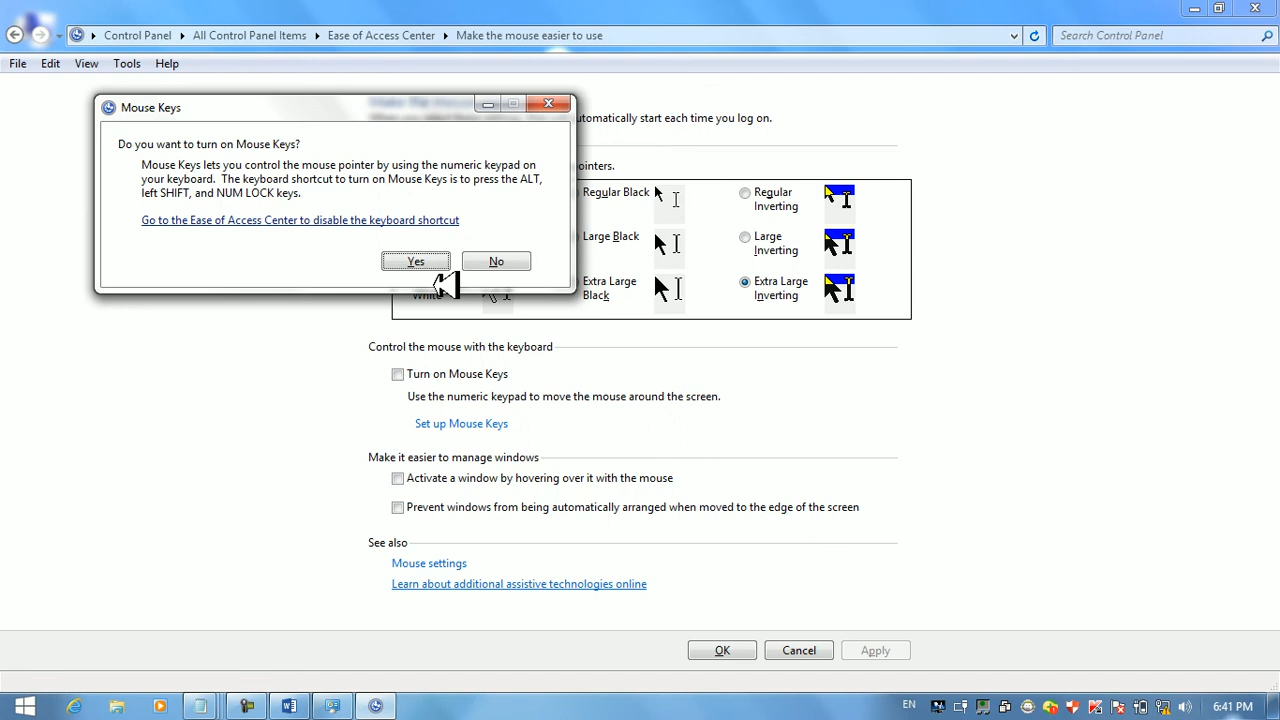 Control Panel
All Control Panel Items
Ease of Access Center
Make the mouse easier to use
Search Control Panel
File Edit View Tools Help
Mouse Keys
Do you want to turn on Mouse Keys?
Mouse Keys lets you control the mouse pointer by using the numeric keypad on
your keyboard. The keyboard shortcut to turn on Mouse Keys is to press the ALT,
left SHIFT, and NUM LOCK keys.
Go to the Ease of Access Center to disable the keyboard shortcut
Yes No
automatically start each time you log on.
pointers.
Regular Black
Regular
Inverting
Large Black
Large
Inverting
White
Extra Large
Black
Extra Large
Inverting
Control the mouse with the keyboard
Turn on Mouse Keys
Use the numeric keypad to move the mouse around the screen.
Set up Mouse Keys
Make it easier to manage windows
Activate a window by hovering over it with the mouse
Prevent windows from being automatically arranged when moved to the edge of the screen
See also
Mouse settings
Learn about additional assistive technologies online
OK Cancel Apply
EN
6:41 PM